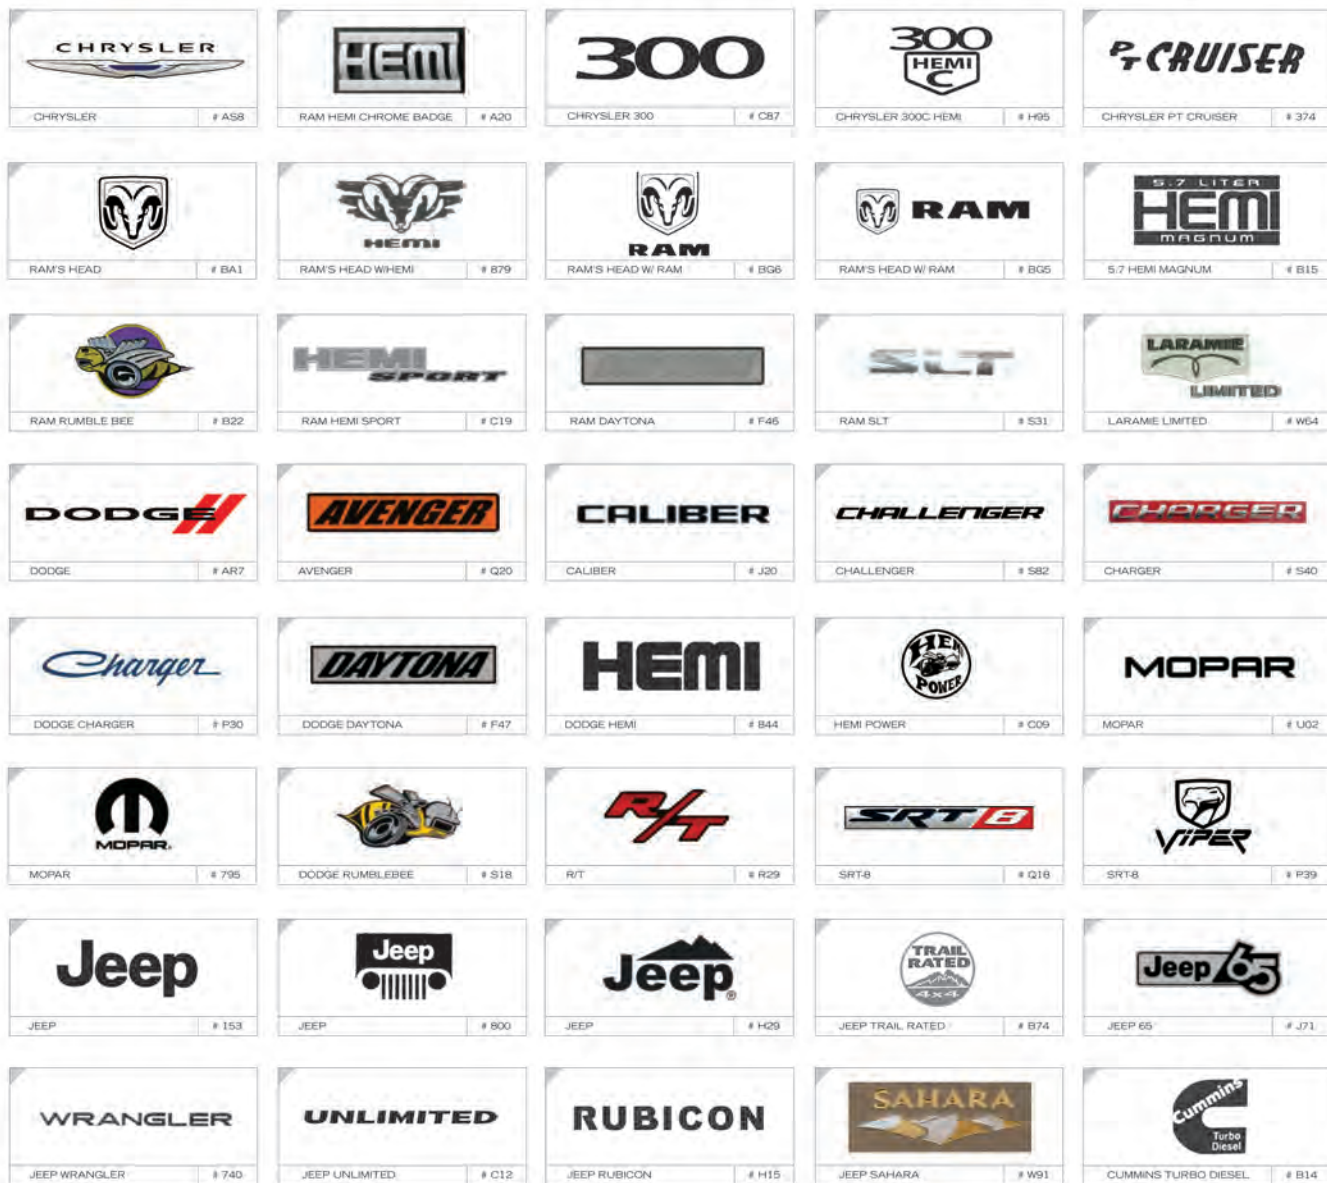 CHRYSLER
CHRYSLER # AS8
HEMI
RAM HEMI CHROME BADGE # A20
300
CHRYSLER 300 # C87
300
HEMI
C
CHRYSLER 300C HEMI # H95
PT CRUISER
CHRYSLER PT CRUISER # 374
RAM'S HEAD # BA1
HEMI
RAM'S HEAD W/HEMI # 879
RAM
RAM'S HEAD W/ RAM # BG6
RAM
RAM'S HEAD W/ RAM # BG5
5.7 LITER
HEMI
MAGNUM
5.7 HEMI MAGNUM # B15
RAM RUMBLE BEE # B22
HEMI
SPORT
RAM HEMI SPORT # C19
RAM DAYTONA # F46
SLT
RAM SLT # S31
LARAMIE
LIMITED
LARAMIE LIMITED # W64
DODGE
DODGE # AR7
AVENGER
AVENGER # Q20
CALIBER
CALIBER # J20
CHALLENGER
CHALLENGER # S82
CHARGER
CHARGER # S40
Charger
DODGE CHARGER # P30
DAYTONA
DODGE DAYTONA # F47
HEMI
DODGE HEMI # 844
HEMI
POWER
HEMI POWER # C09
MOPAR
MOPAR # U02
MOPAR.
MOPAR # 795
DODGE RUMBLEBEE # S18
R/T
R/T # R29
SRT 8
SRT-8 # Q18
VIPER
SRT-8 # P39
Jeep
JEEP # 153
Jeep
JEEP # 800
Jeep®
JEEP # H29
TRAIL
RATED
4x4
JEEP TRAIL RATED # B74
Jeep 65
JEEP 65 # J71
WRANGLER
JEEP WRANGLER # 740
UNLIMITED
JEEP UNLIMITED # C12
RUBICON
JEEP RUBICON # H15
SAHARA
JEEP SAHARA # W91
Cummins
Turbo
Diesel
CUMMINS TURBO DIESEL # B14